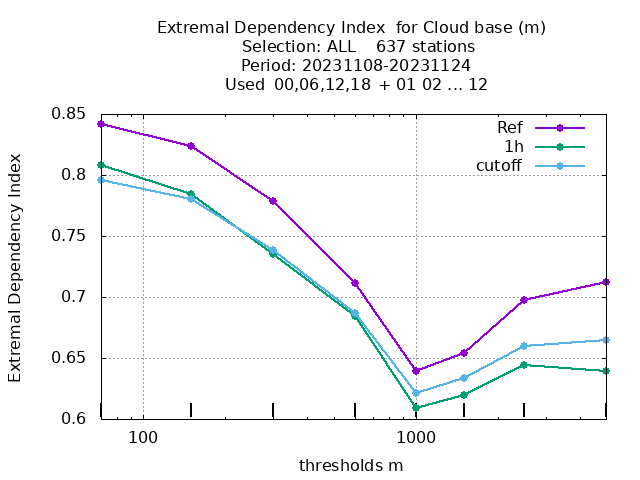 Extremal Dependency Index  for Cloud base (m)
Selection: ALL    637 stations
Period: 20231108-20231124
Used  00,06,12,18  + 01 02 ... 12
Extremal Dependency Index
0.85
0.8
0.75
0.7
0.65
0.6
Ref
1h
cutoff
100
1000
thresholds m